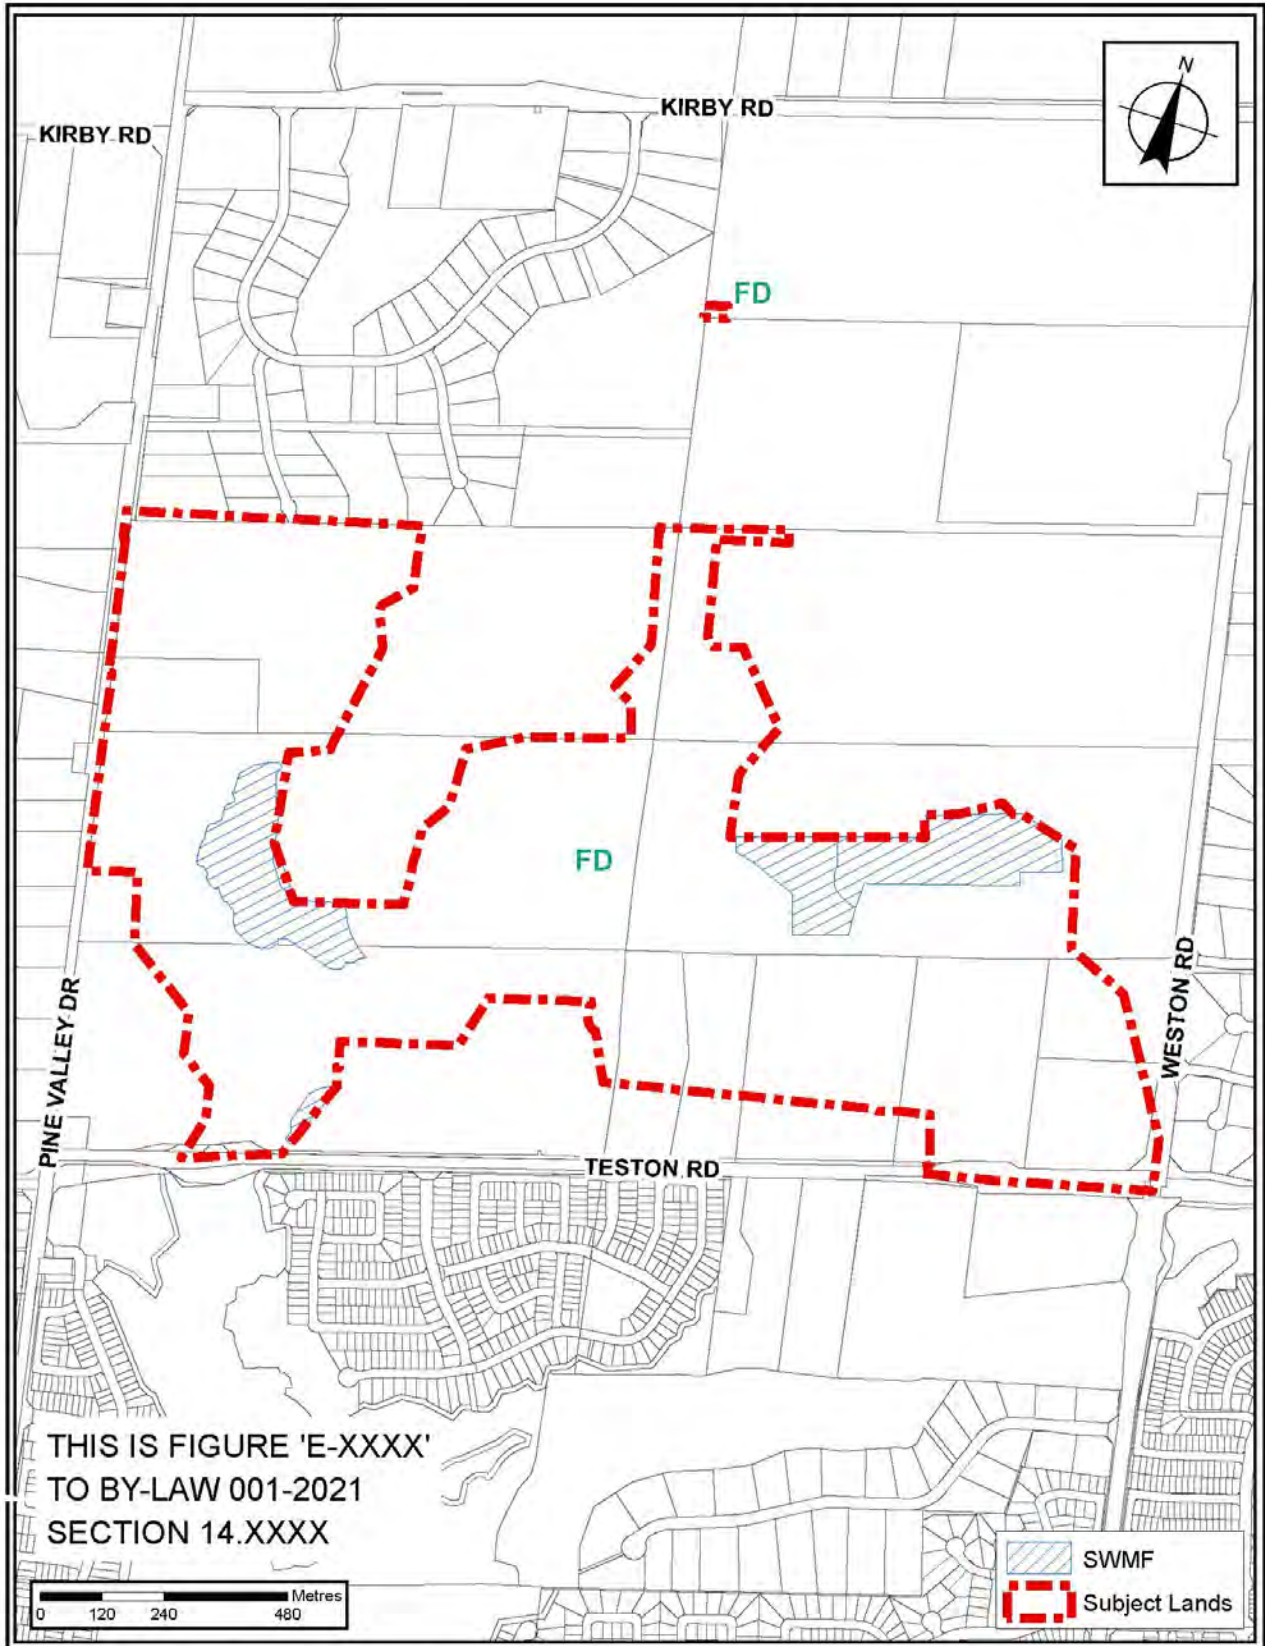 N
KIRBY RD
KIRBY RD
FD
FD
PINE VALLEY DR
WESTON RD
TESTON RD
THIS IS FIGURE 'E-XXXX'
TO BY-LAW 001-2021
SECTION 14.XXXX
SWMF
Subject Lands
Metres
0 120 240 480